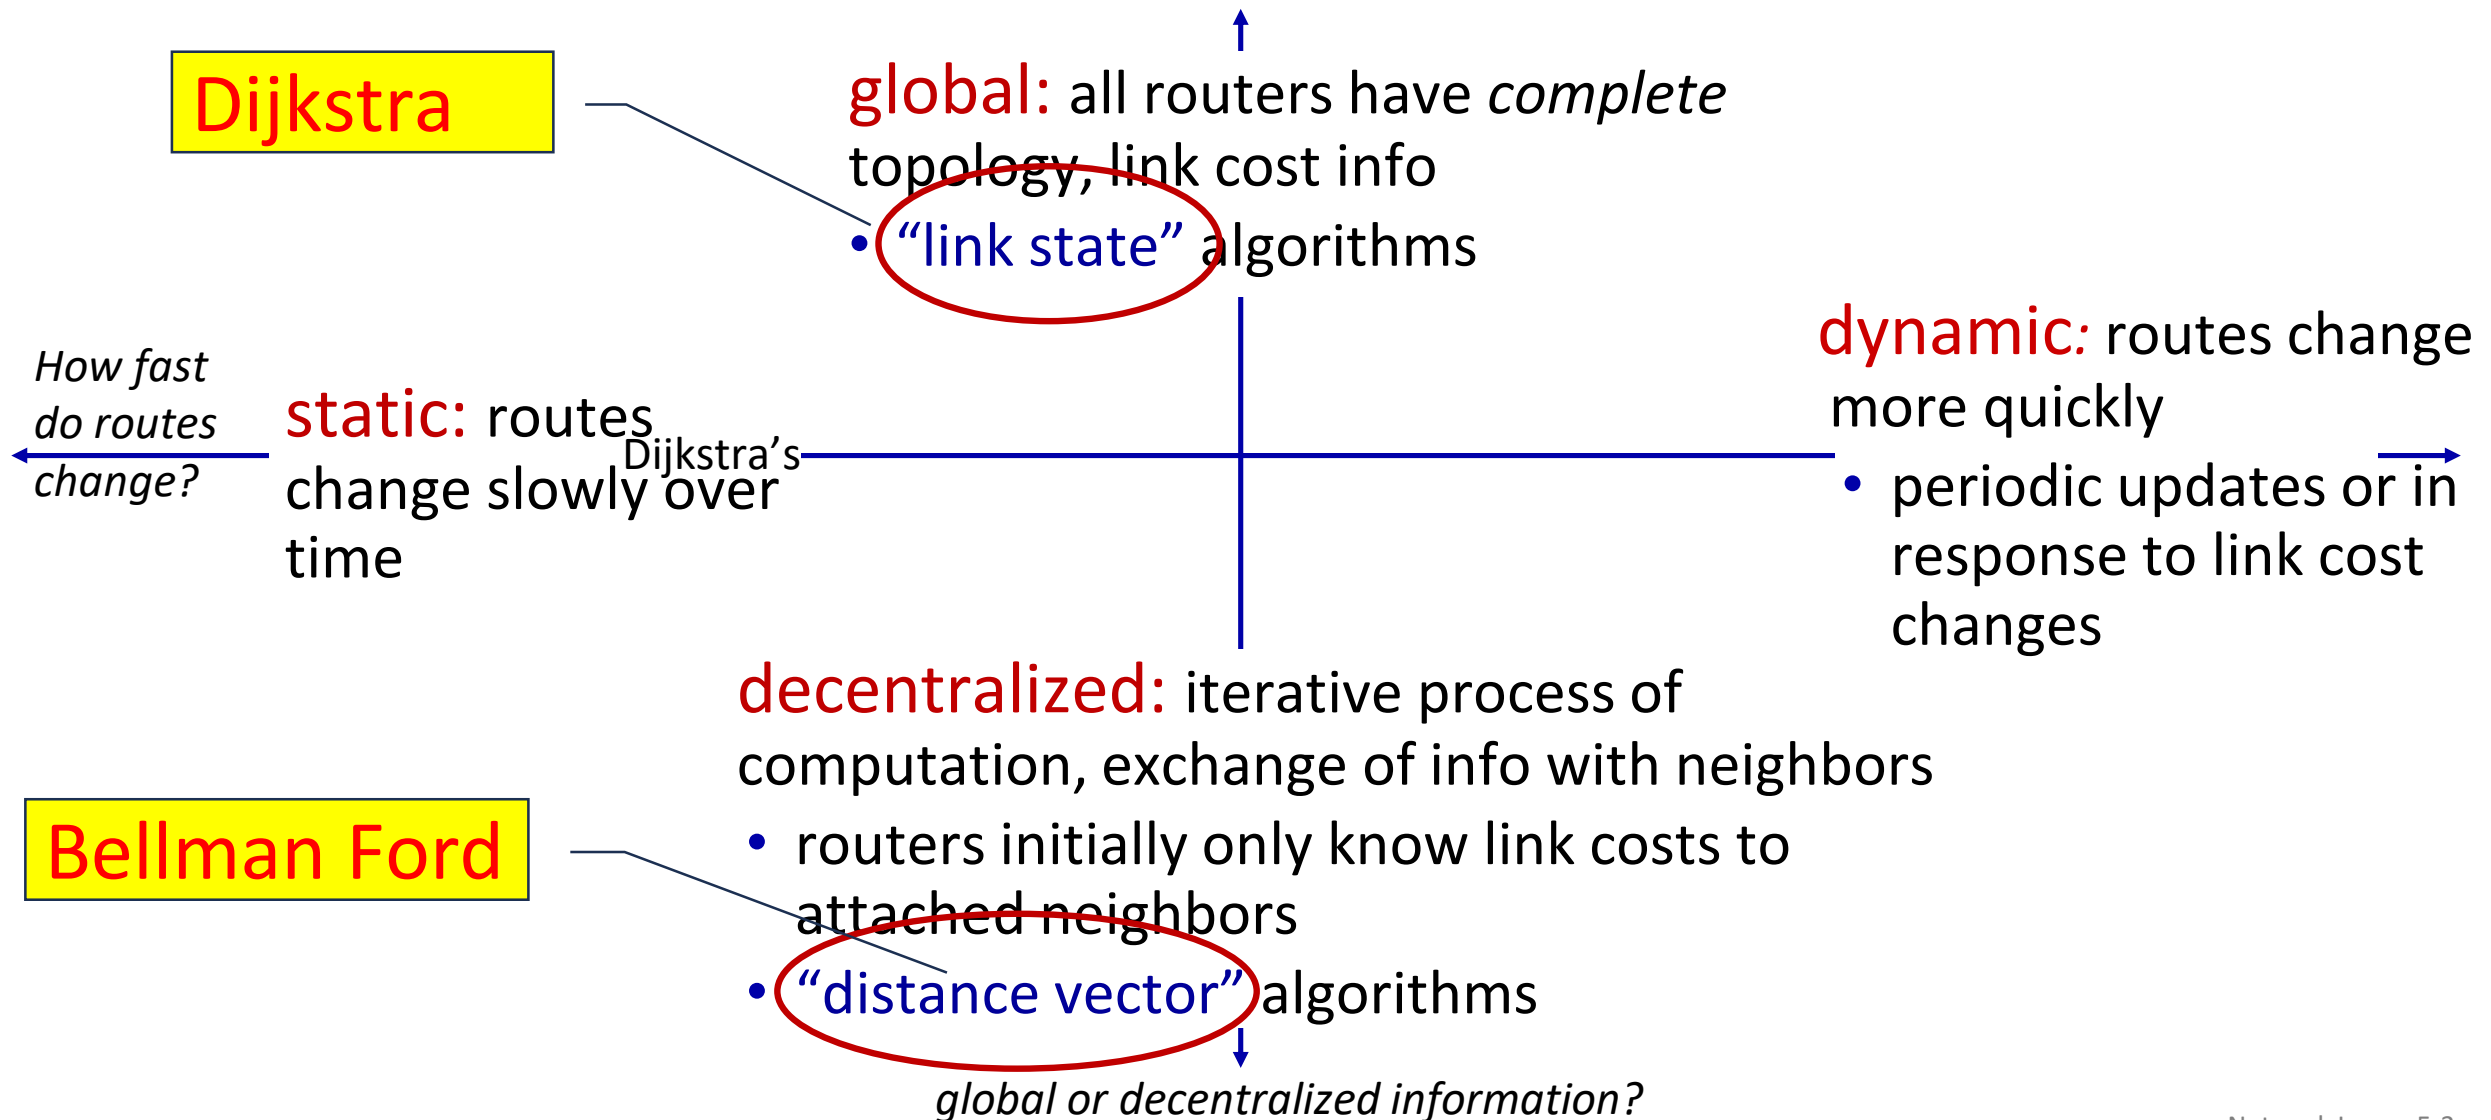 Dijkstra
global: all routers have complete
topology, link cost info
• “link state” algorithms
How fast
do routes
change?
static: routes
change slowly over
time
Dijkstra’s
dynamic: routes change
more quickly
• periodic updates or in
response to link cost
changes
decentralized: iterative process of
computation, exchange of info with neighbors
• routers initially only know link costs to
attached neighbors
• “distance vector” algorithms
Bellman Ford
global or decentralized information?